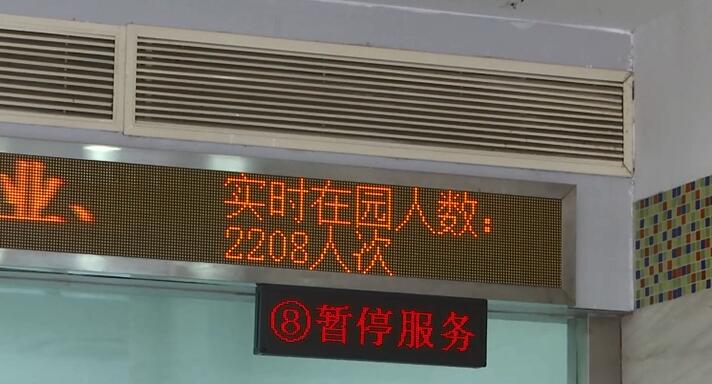 业、
实时在园人数：
2208人次
⑧暂停服务